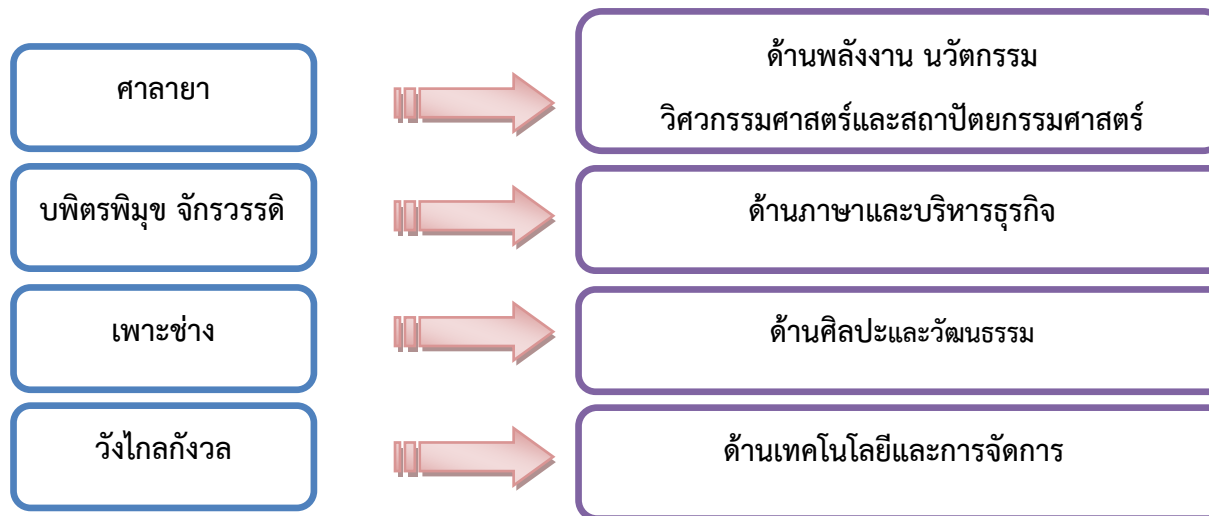 ศาลายา
ด้านพลังงาน นวัตกรรม
วิศวกรรมศาสตร์และสถาปัตยกรรมศาสตร์
บพิตรพิมุข จักรวรรดิ
ด้านภาษาและบริหารธุรกิจ
เพาะช่าง
ด้านศิลปะและวัฒนธรรม
วังไกลกังวล
ด้านเทคโนโลยีและการจัดการ